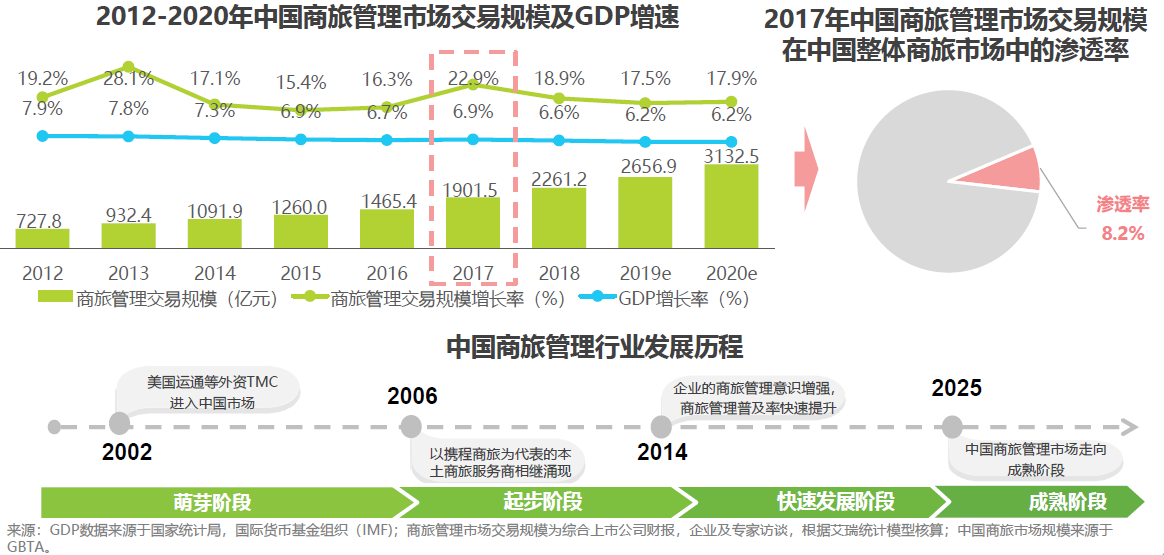 2012-2020年中国商旅管理市场交易规模及GDP增速
19.2% 28.1% 17.1% 15.4% 16.3% 22.9% 18.9% 17.5% 17.9%
7.9% 7.8% 7.3% 6.9% 6.7% 6.9% 6.6% 6.2% 6.2%
727.8 932.4 1091.9 1260.0 1465.4 1901.5 2261.2 2656.9 3132.5
2012 2013 2014 2015 2016 2017 2018 2019e 2020e
商旅管理交易规模（亿元） 商旅管理交易规模增长率（%） GDP增长率（%）
2017年中国商旅管理市场交易规模
在中国整体商旅市场中的渗透率
渗透率
8.2%
中国商旅管理行业发展历程
美国运通等外资TMC
进入中国市场
2002
2006
以携程商旅为代表的本
土商旅服务商相继涌现
企业的商旅管理意识增强，
商旅管理普及率快速提升
2014
2025
中国商旅管理市场走向
成熟阶段
萌芽阶段 起步阶段 快速发展阶段 成熟阶段
来源：GDP数据来源于国家统计局，国际货币基金组织（IMF)；商旅管理市场交易规模为综合上市公司财报，企业及专家访谈，根据艾瑞统计模型核算；中国商旅市场规模来源于
GBTA。